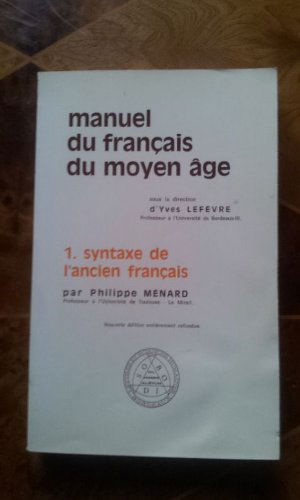 manuel
du français
du moyen âge
sous la direction
d'Yves LEFEVRE
Professeur à l'Université de Bordeaux-III.
1. syntaxe de
l'ancien français
par Philippe MENARD
Professeur à l'Université de Toulouse - Le Mirail.
Nouvelle édition entièrement refondue
SOBODI